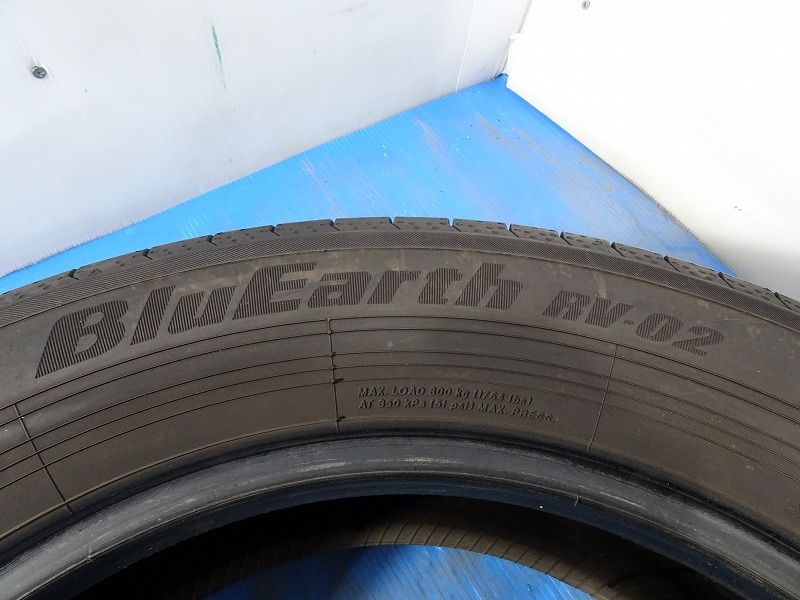 BluEarth RV-02
MAX. LOAD 800 kg (1764 lbs)
AT 350 kPa (51 psi) MAX. PRESS.